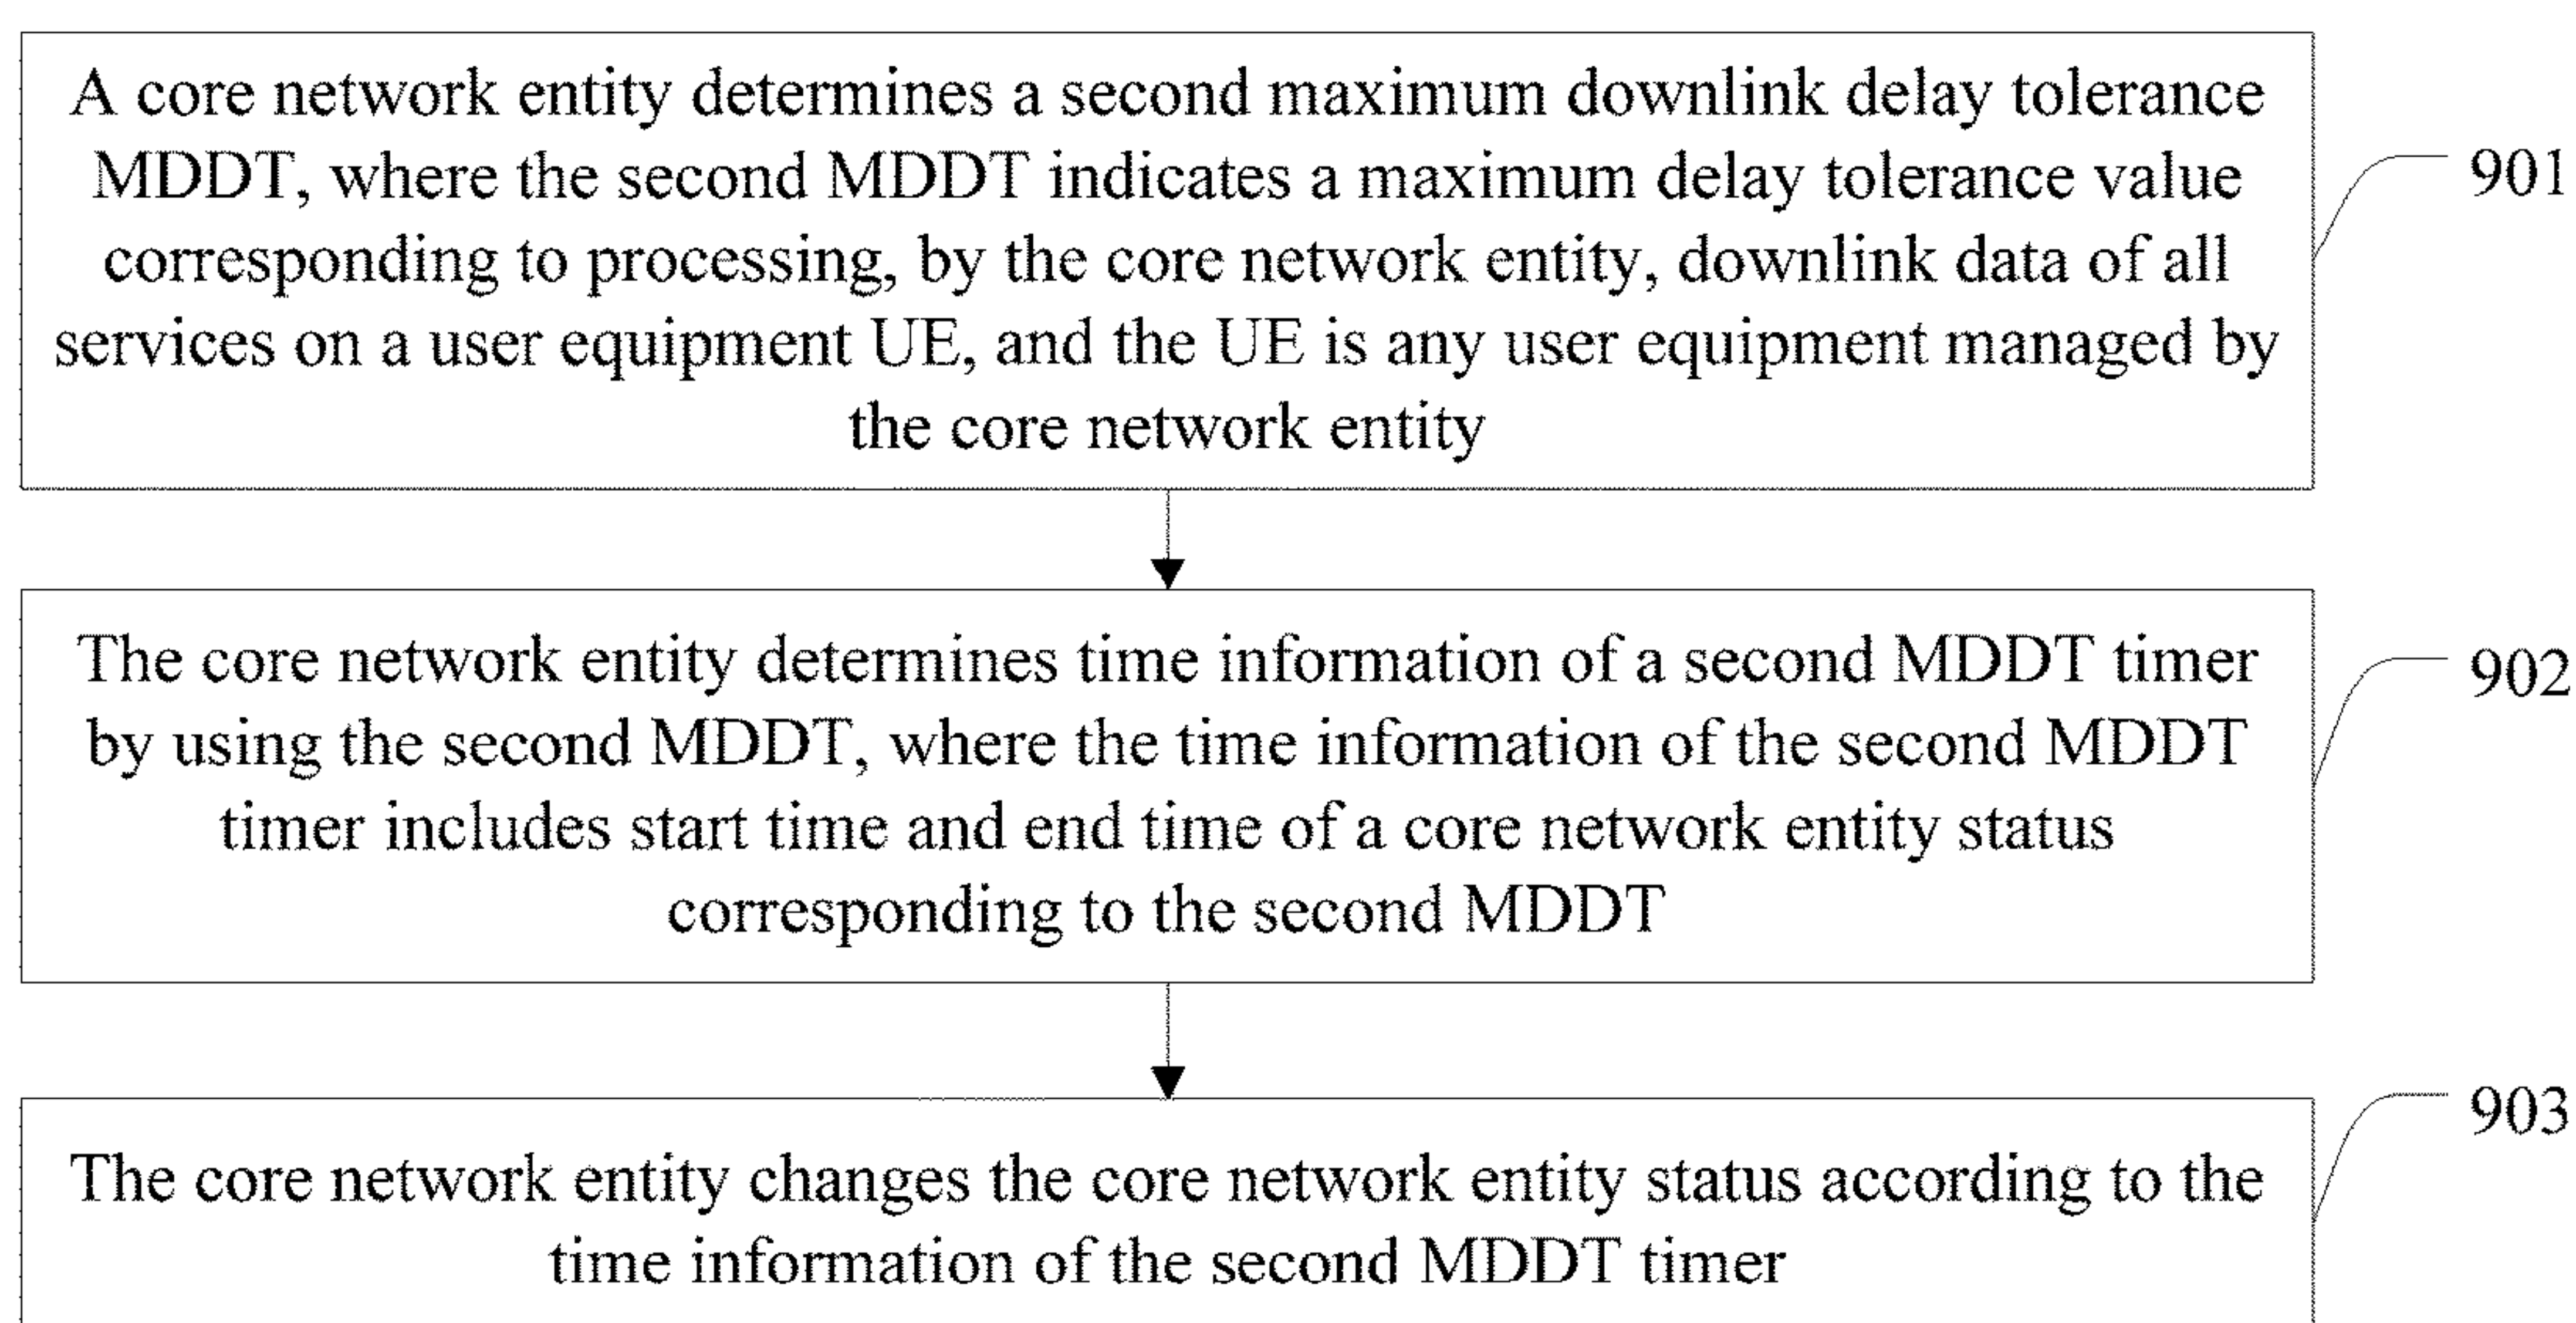 A core network entity determines a second maximum downlink delay tolerance
MDDT, where the second MDDT indicates a maximum delay tolerance value
corresponding to processing, by the core network entity, downlink data of all
services on a user equipment UE, and the UE is any user equipment managed by
the core network entity
901
The core network entity determines time information of a second MDDT timer
by using the second MDDT, where the time information of the second MDDT
timer includes start time and end time of a core network entity status
corresponding to the second MDDT
902
The core network entity changes the core network entity status according to the
time information of the second MDDT timer
903